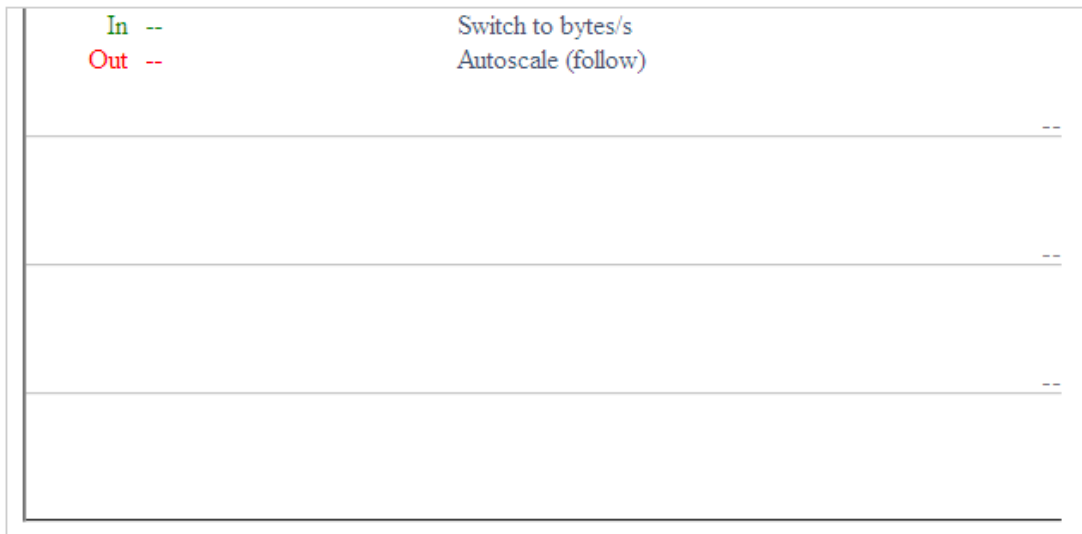 In -- Switch to bytes/s
Out -- Autoscale (follow)
--
--
--